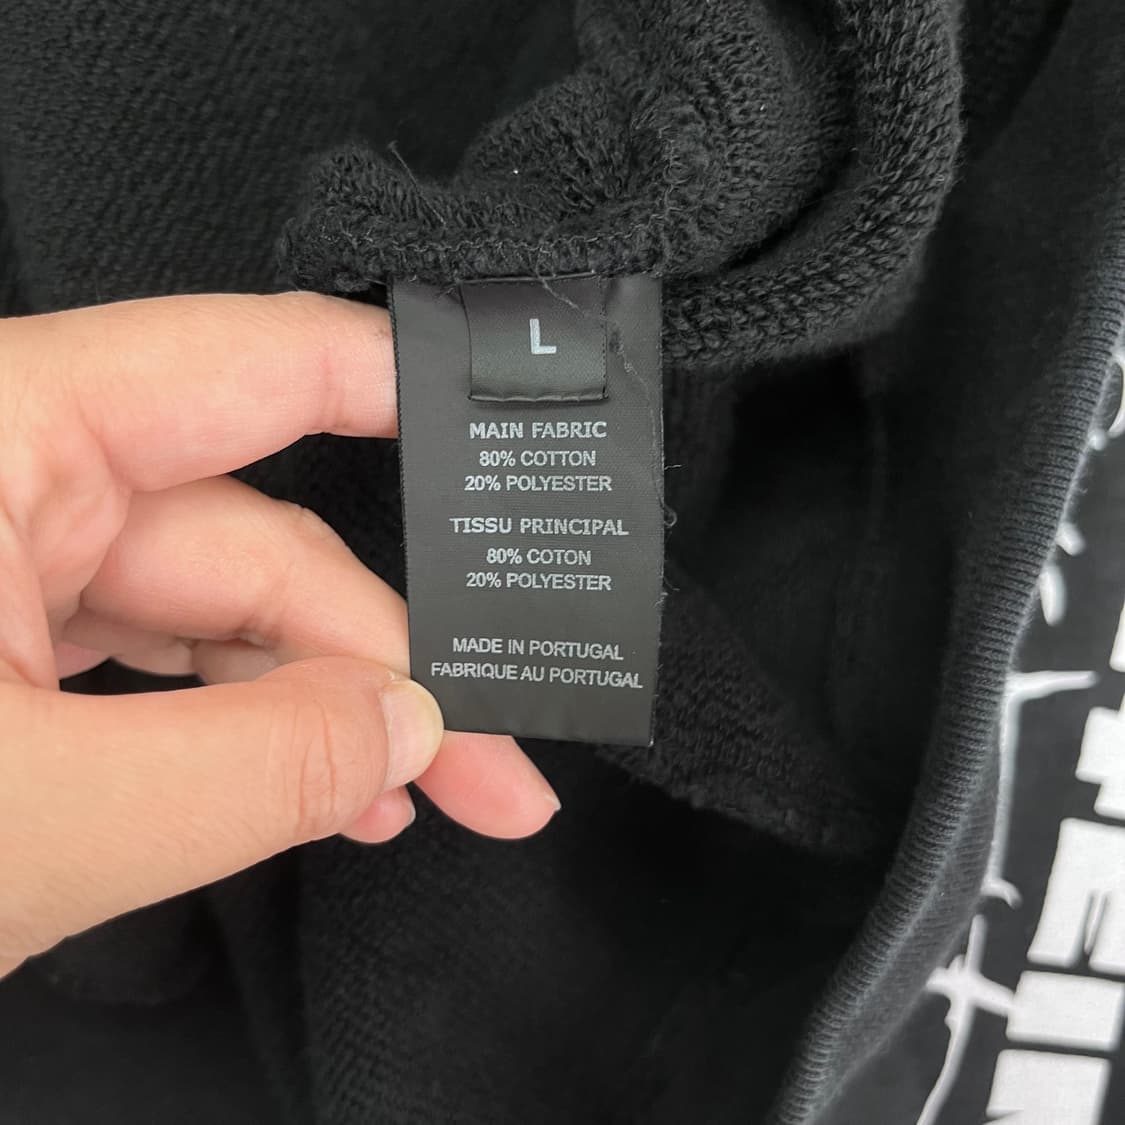 L
MAIN FABRIC
80% COTTON
20% POLYESTER
TISSU PRINCIPAL
80% COTON
20% POLYESTER
MADE IN PORTUGAL
FABRIQUE AU PORTUGAL